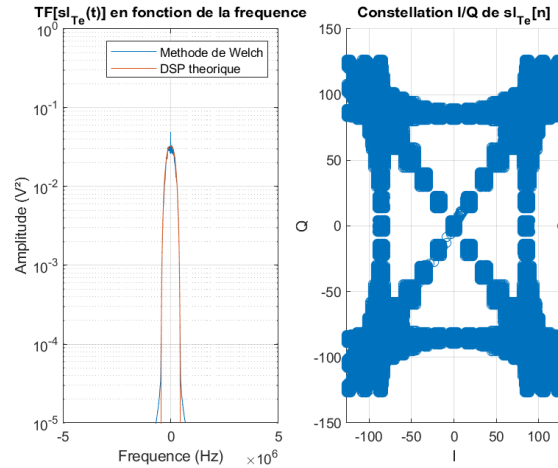 TF[sl_Te(t)] en fonction de la frequence
10^0
10^-1
10^-2
10^-3
10^-4
10^-5
Amplitude (V²)
Methode de Welch
DSP theorique
-5
0
5
×10^6
Frequence (Hz)
Constellation I/Q de sl_Te[n]
150
100
50
0
-50
-100
-150
Q
-100
-50
0
50
100
I